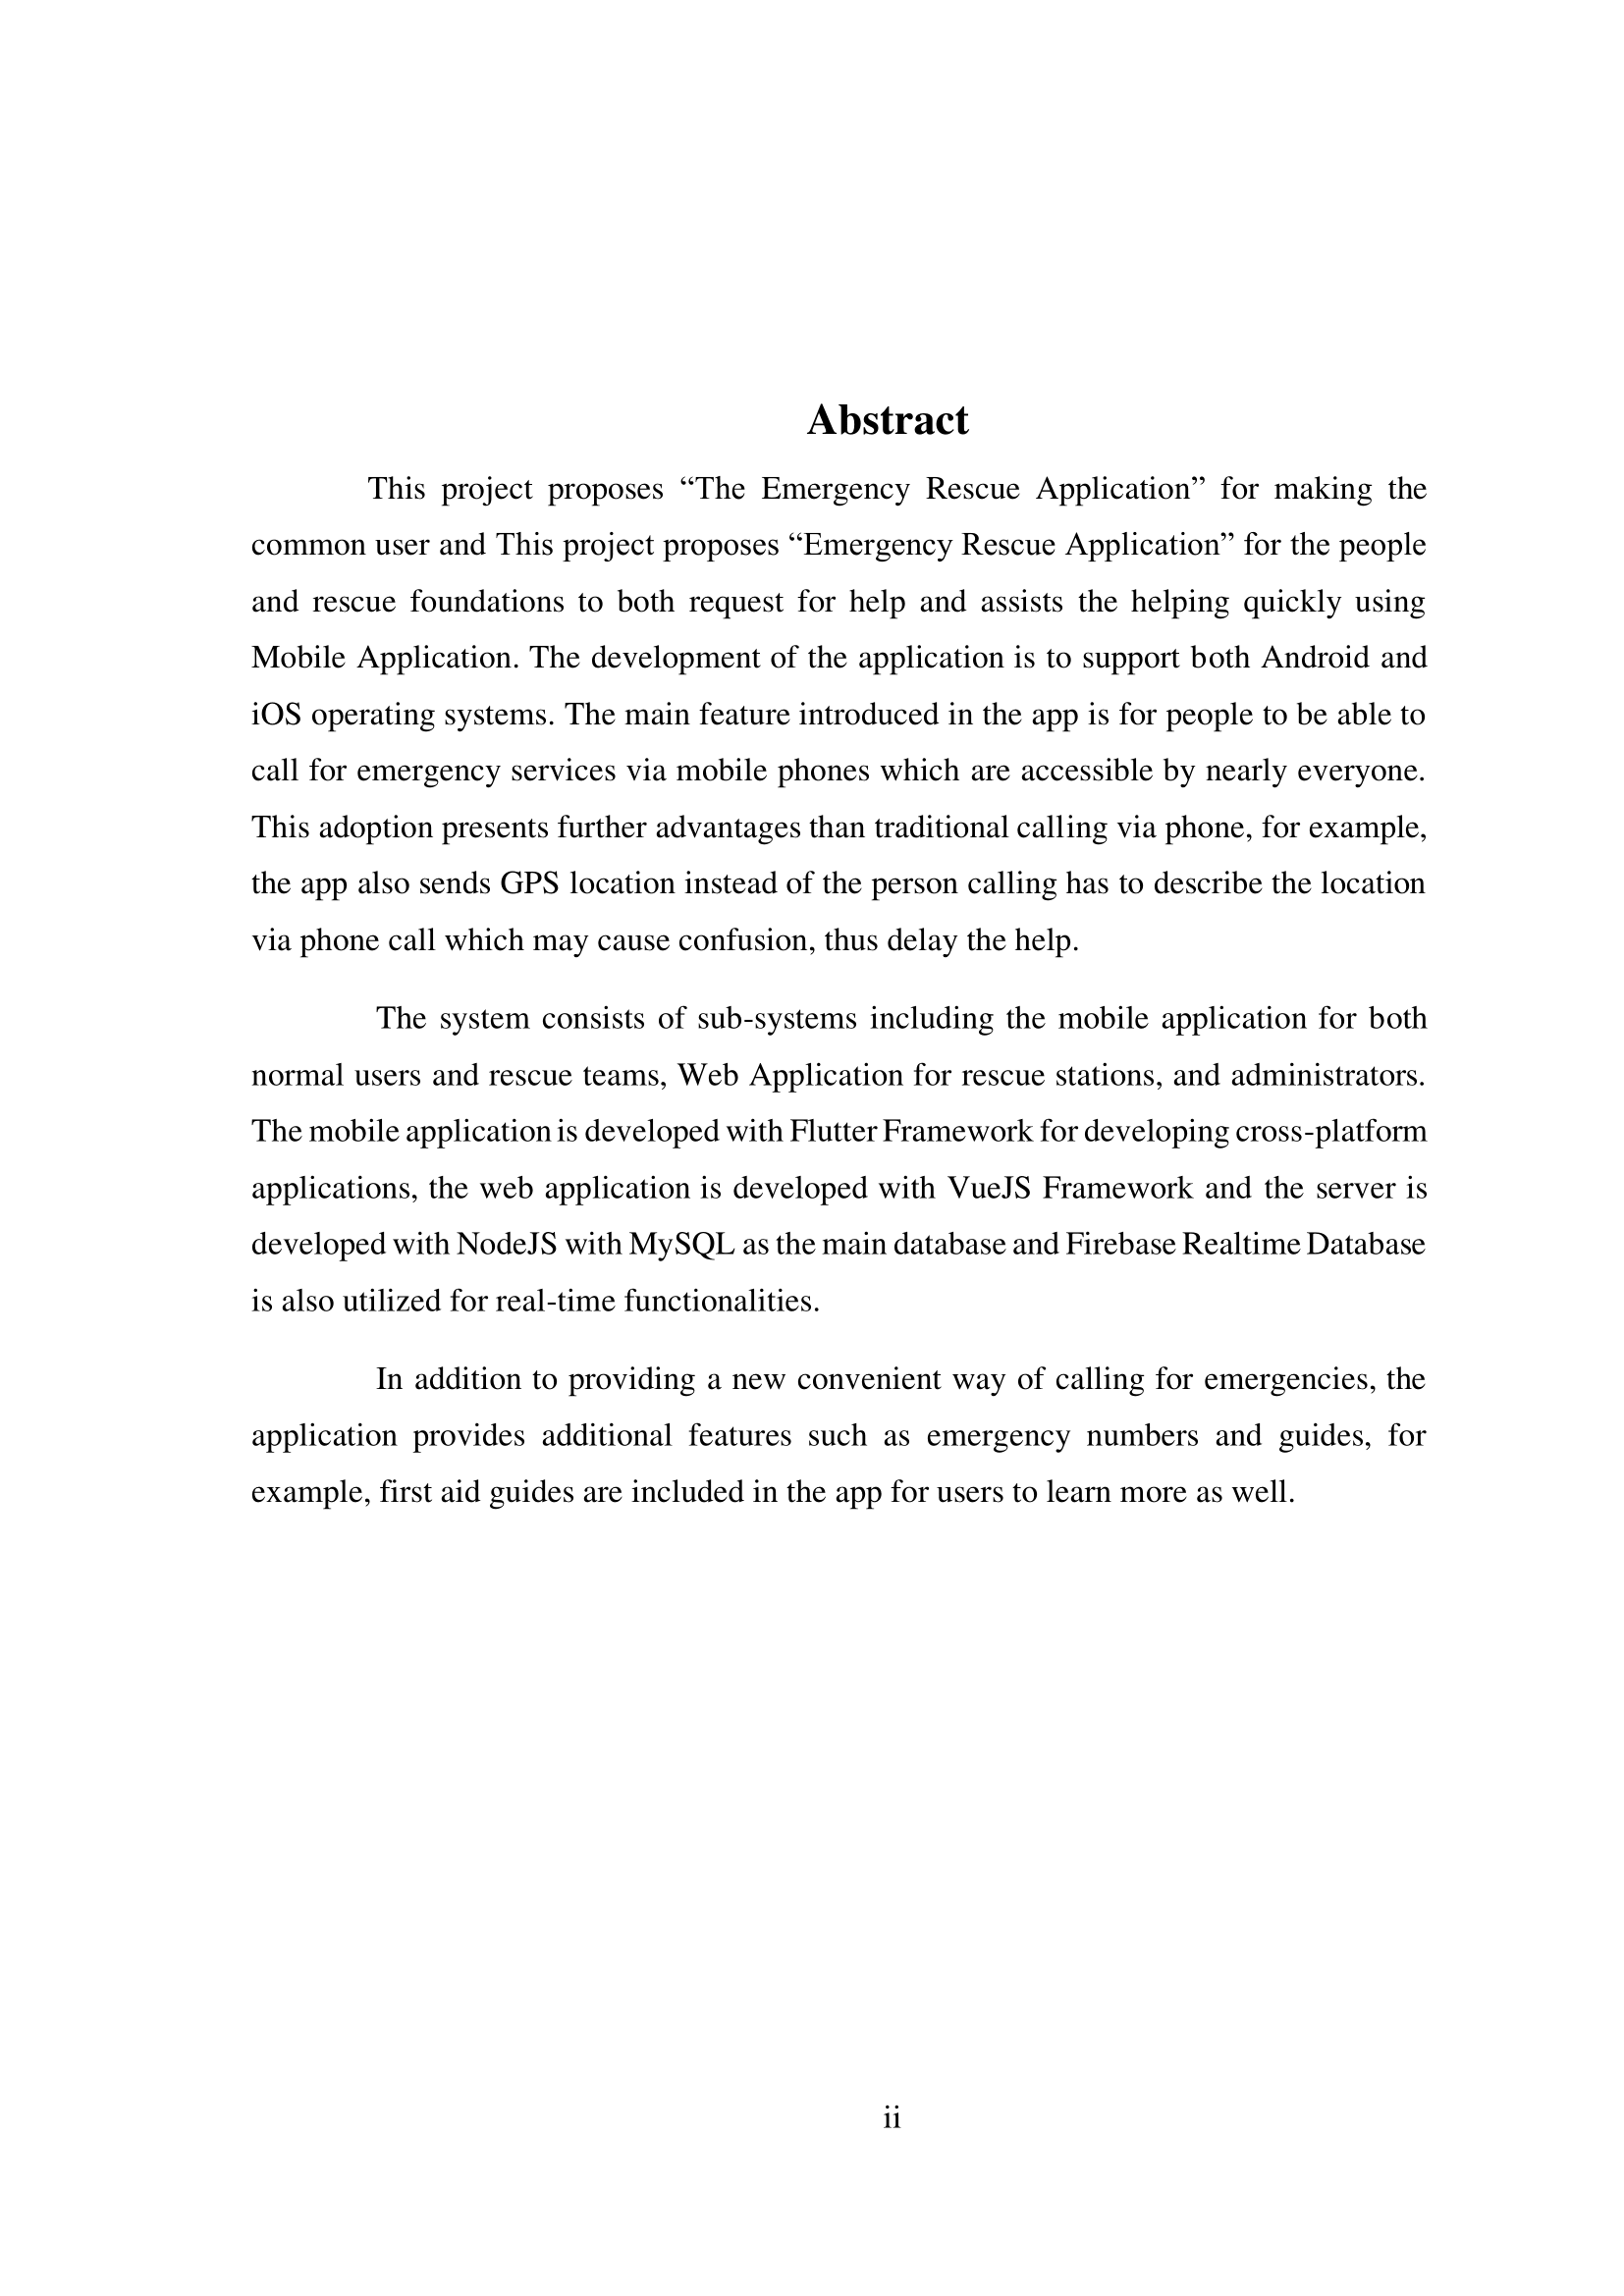 Abstract
This project proposes “The Emergency Rescue Application” for making the
common user and This project proposes “Emergency Rescue Application” for the people
and rescue foundations to both request for help and assists the helping quickly using
Mobile Application. The development of the application is to support both Android and
iOS operating systems. The main feature introduced in the app is for people to be able to
call for emergency services via mobile phones which are accessible by nearly everyone.
This adoption presents further advantages than traditional calling via phone, for example,
the app also sends GPS location instead of the person calling has to describe the location
via phone call which may cause confusion, thus delay the help.
The system consists of sub-systems including the mobile application for both
normal users and rescue teams, Web Application for rescue stations, and administrators.
The mobile application is developed with Flutter Framework for developing cross-platform
applications, the web application is developed with VueJS Framework and the server is
developed with NodeJS with MySQL as the main database and Firebase Realtime Database
is also utilized for real-time functionalities.
In addition to providing a new convenient way of calling for emergencies, the
application provides additional features such as emergency numbers and guides, for
example, first aid guides are included in the app for users to learn more as well.
ii